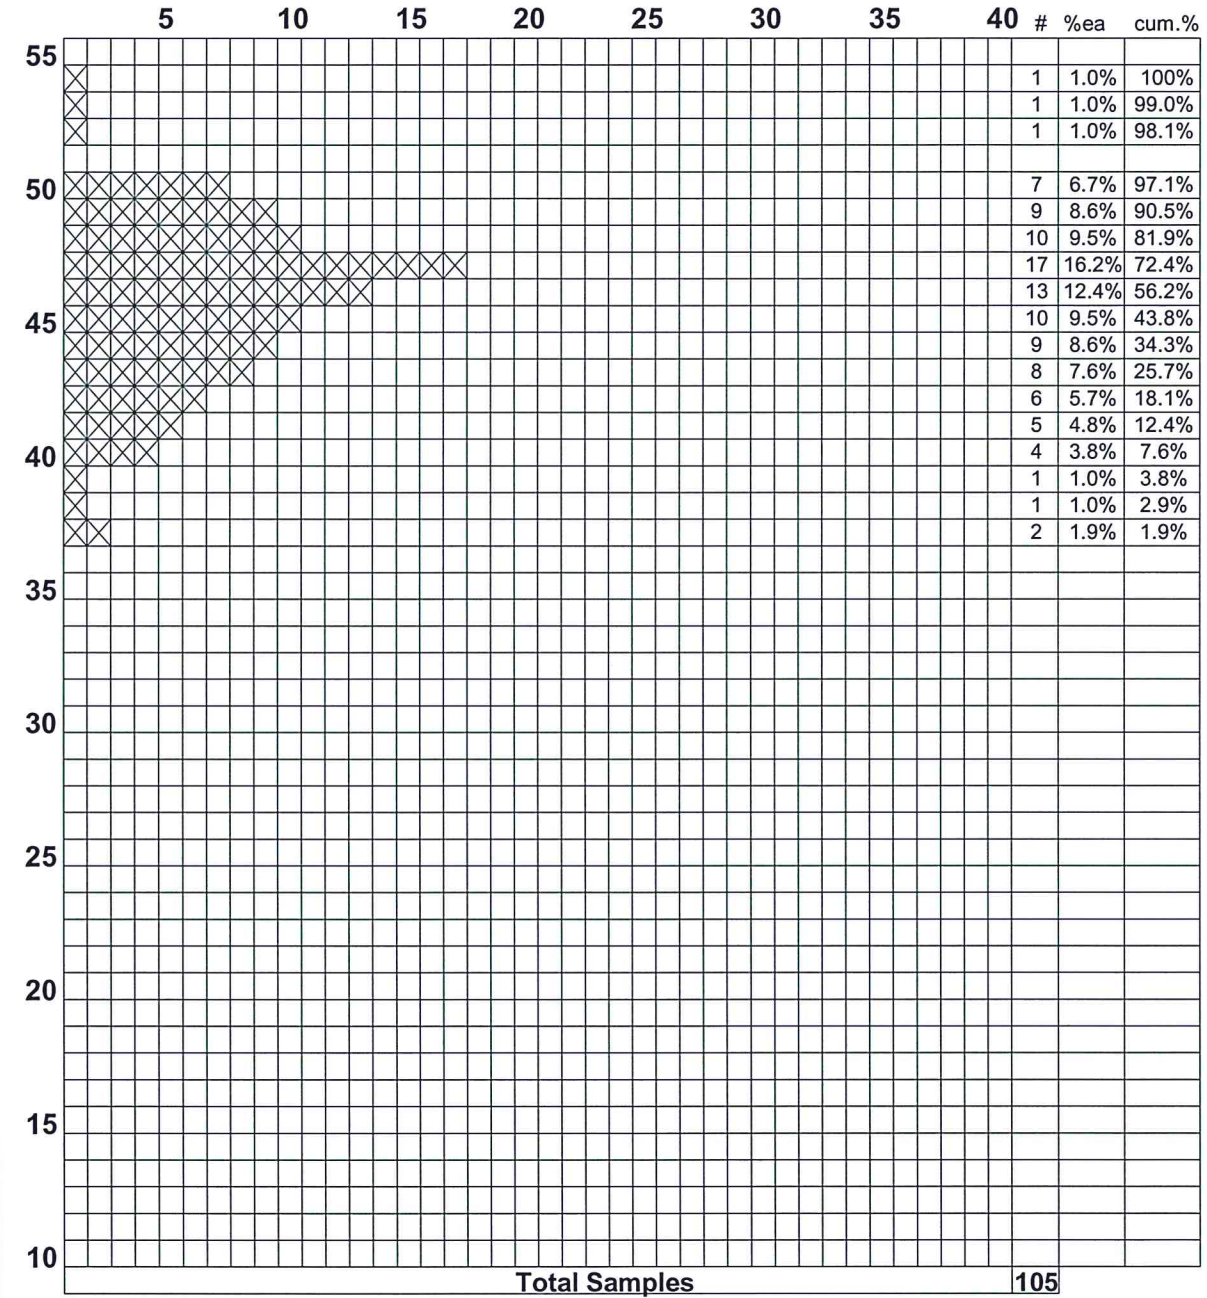 5 10 15 20 25 30 35 40 # %ea cum.%
55
1 1.0% 100%
1 1.0% 99.0%
1 1.0% 98.1%
50 7 6.7% 97.1%
9 8.6% 90.5%
10 9.5% 81.9%
17 16.2% 72.4%
13 12.4% 56.2%
45 10 9.5% 43.8%
9 8.6% 34.3%
8 7.6% 25.7%
6 5.7% 18.1%
5 4.8% 12.4%
40 4 3.8% 7.6%
1 1.0% 3.8%
1 1.0% 2.9%
2 1.9% 1.9%
35
30
25
20
15
10
Total Samples 105